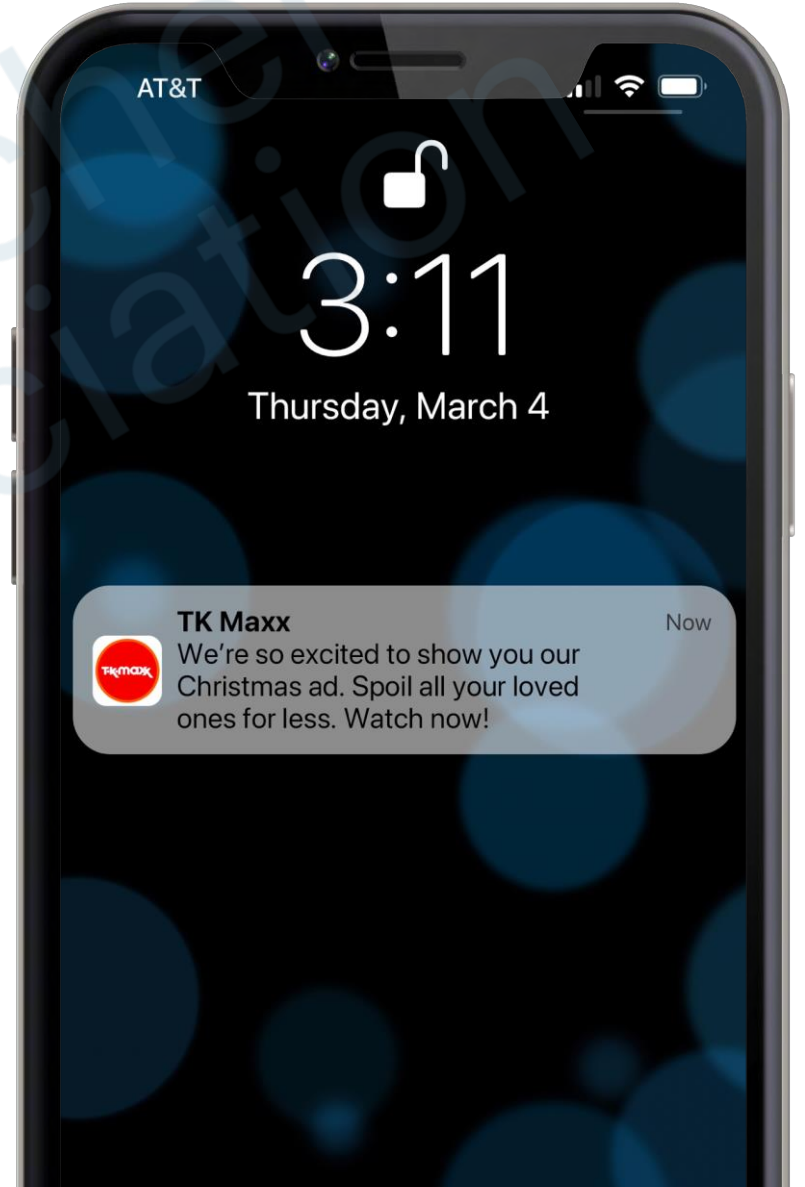 AT&T
3:11
Thursday, March 4
TK Maxx
Now
We're so excited to show you our
Christmas ad. Spoil all your loved
ones for less. Watch now!
T·K·maxx